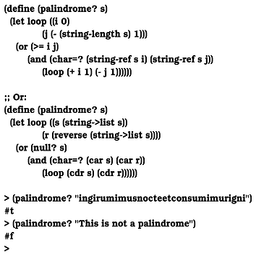 (define (palindrome? s)
(let loop ((i 0)
(j (- (string-length s) 1)))
(or (>= i j)
(and (char=? (string-ref s i) (string-ref s j))
(loop (+ i 1) (- j 1))))))
;; Or:
(define (palindrome? s)
(let loop ((s (string->list s))
(r (reverse (string->list s))))
(or (null? s)
(and (char=? (car s) (car r))
(loop (cdr s) (cdr r))))))
> (palindrome? "ingirumimusnocteetconsumimurigni")
#t
> (palindrome? "This is not a palindrome")
#f
>